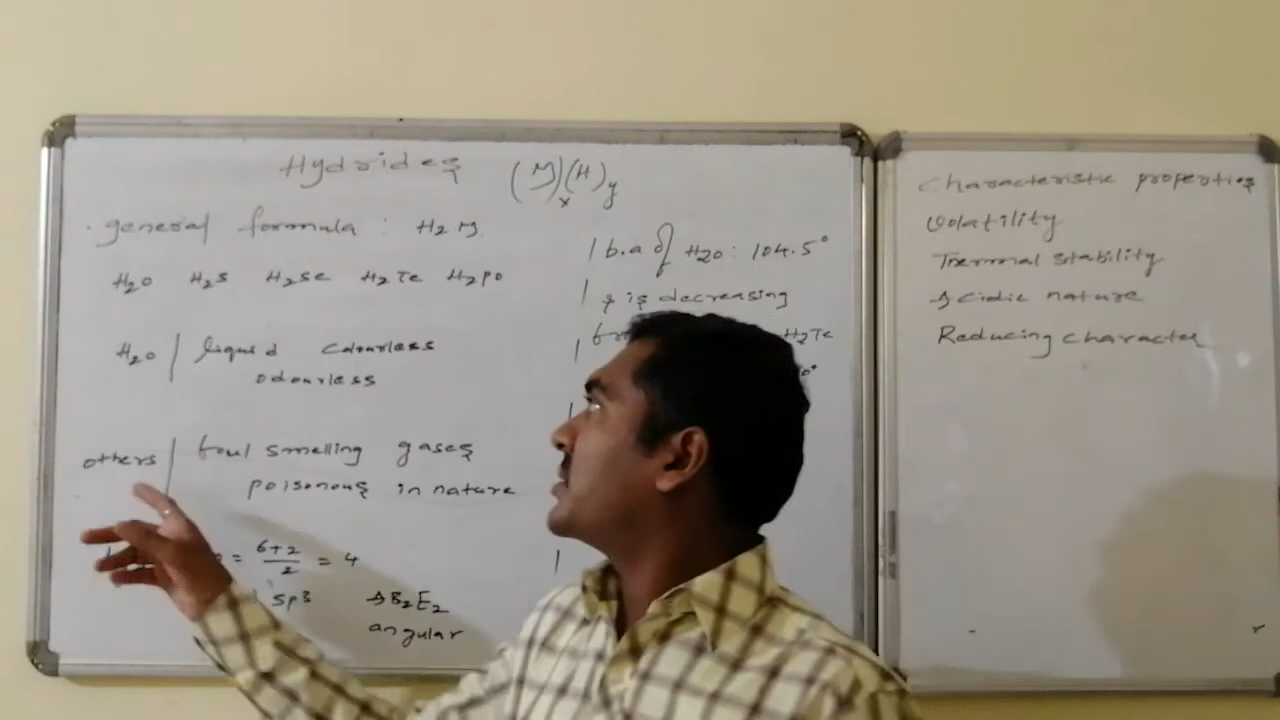 Hydrides (M)x(H)y
. general formula : H2M
H2O H2S H2Se H2Te H2Po
H2O | liquid colourless
odourless
others | foul smelling gases
poisonous in nature
= 6+2/2 = 4
sp3 AB2E2
angular
b.a of H2O : 104.5°
& is decreasing
H2Te
Characteristic properties
Volatility
Thermal stability
Acidic nature
Reducing character